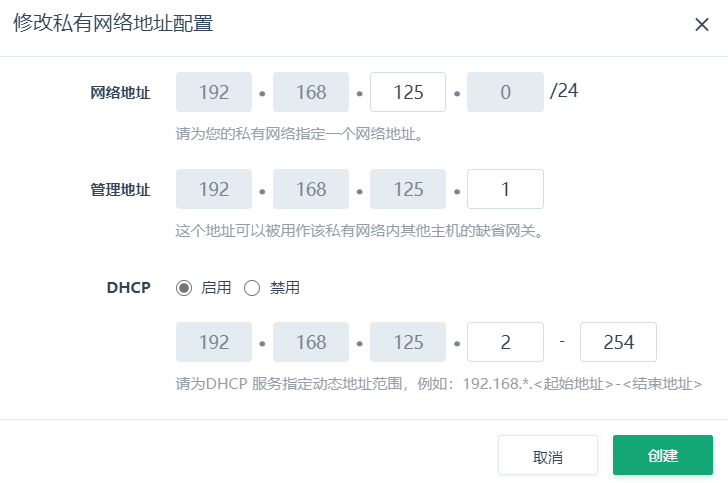 修改私有网络地址配置 ×
网络地址 192 • 168 • 125 • 0 /24
请为您的私有网络指定一个网络地址。
管理地址 192 • 168 • 125 • 1
这个地址可以被用作该私有网络内其他主机的缺省网关。
DHCP 启用 禁用
192 • 168 • 125 • 2 - 254
请为DHCP 服务指定动态地址范围，例如：192.168.*.<起始地址>-<结束地址>
取消 创建